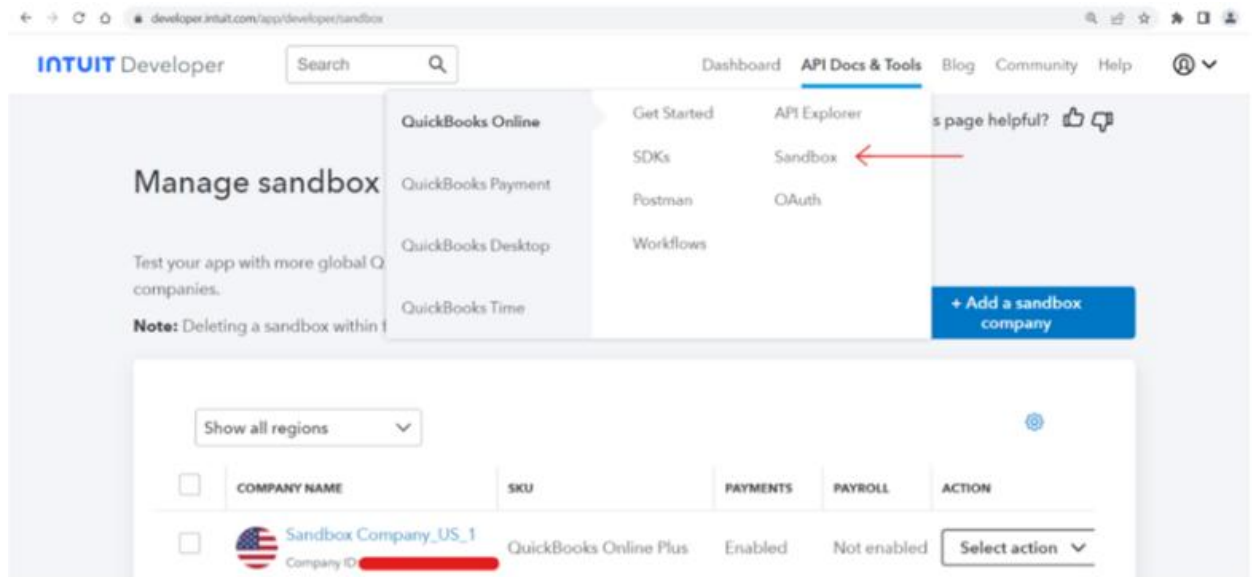 developer.intuit.com/app/developer/sandbox
INTUIT Developer
Search
Dashboard API Docs & Tools Blog Community Help
QuickBooks Online
QuickBooks Payment
QuickBooks Desktop
QuickBooks Time
Get Started
SDKs
Postman
Workflows
API Explorer
Sandbox
OAuth
s page helpful?
Manage sandbox
Test your app with more global Q
companies.
Note: Deleting a sandbox within
+ Add a sandbox
company
Show all regions
COMPANY NAME SKU PAYMENTS PAYROLL ACTION
Sandbox Company_US_1
Company ID
QuickBooks Online Plus Enabled Not enabled Select action